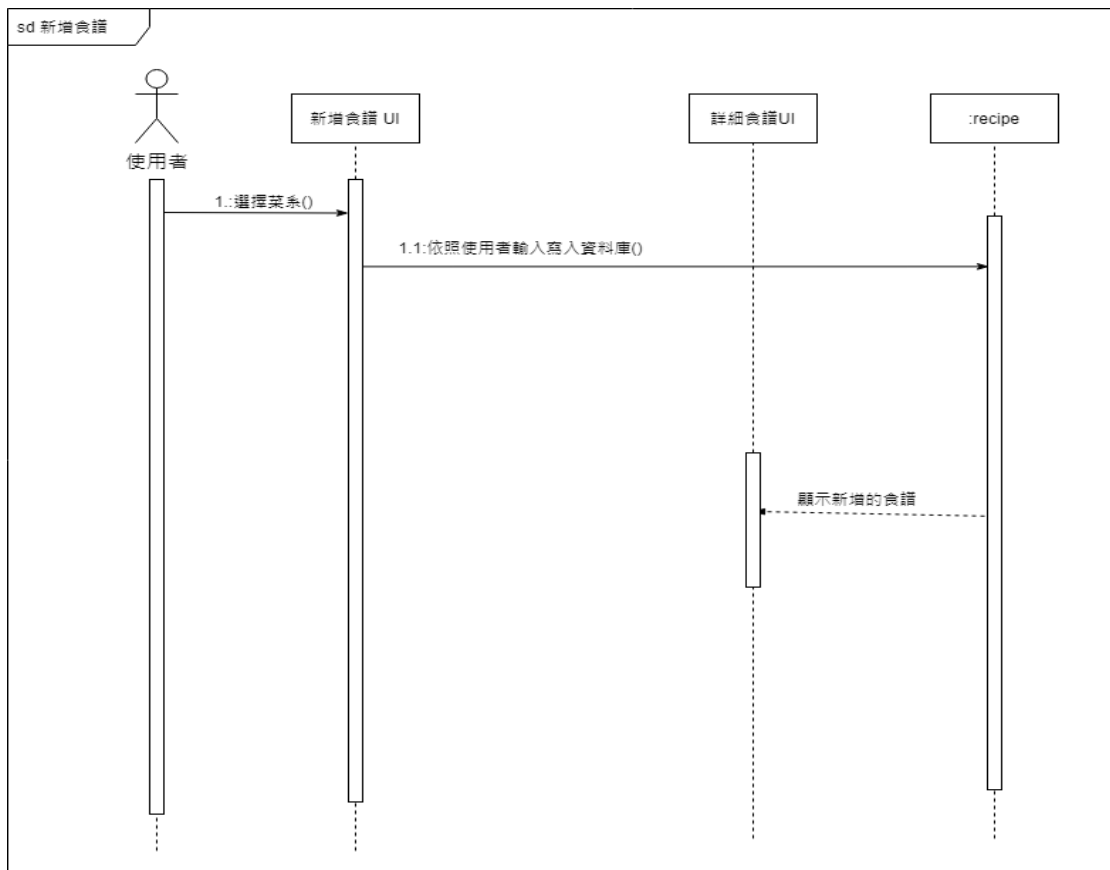 sd 新增食譜
使用者
新增食譜 UI
詳細食譜UI
:recipe
1.:選擇菜系()
1.1:依照使用者輸入寫入資料庫()
顯示新增的食譜